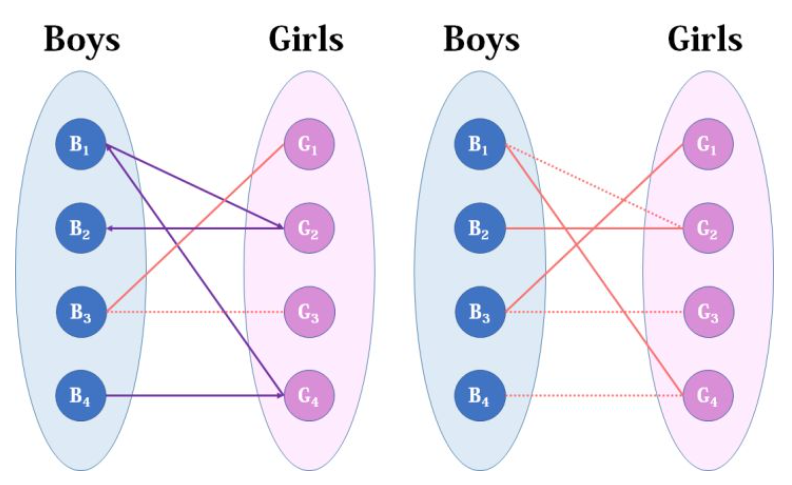 Boys Girls Boys Girls
B1 G1 B1 G1
B2 G2 B2 G2
B3 G3 B3 G3
B4 G4 B4 G4